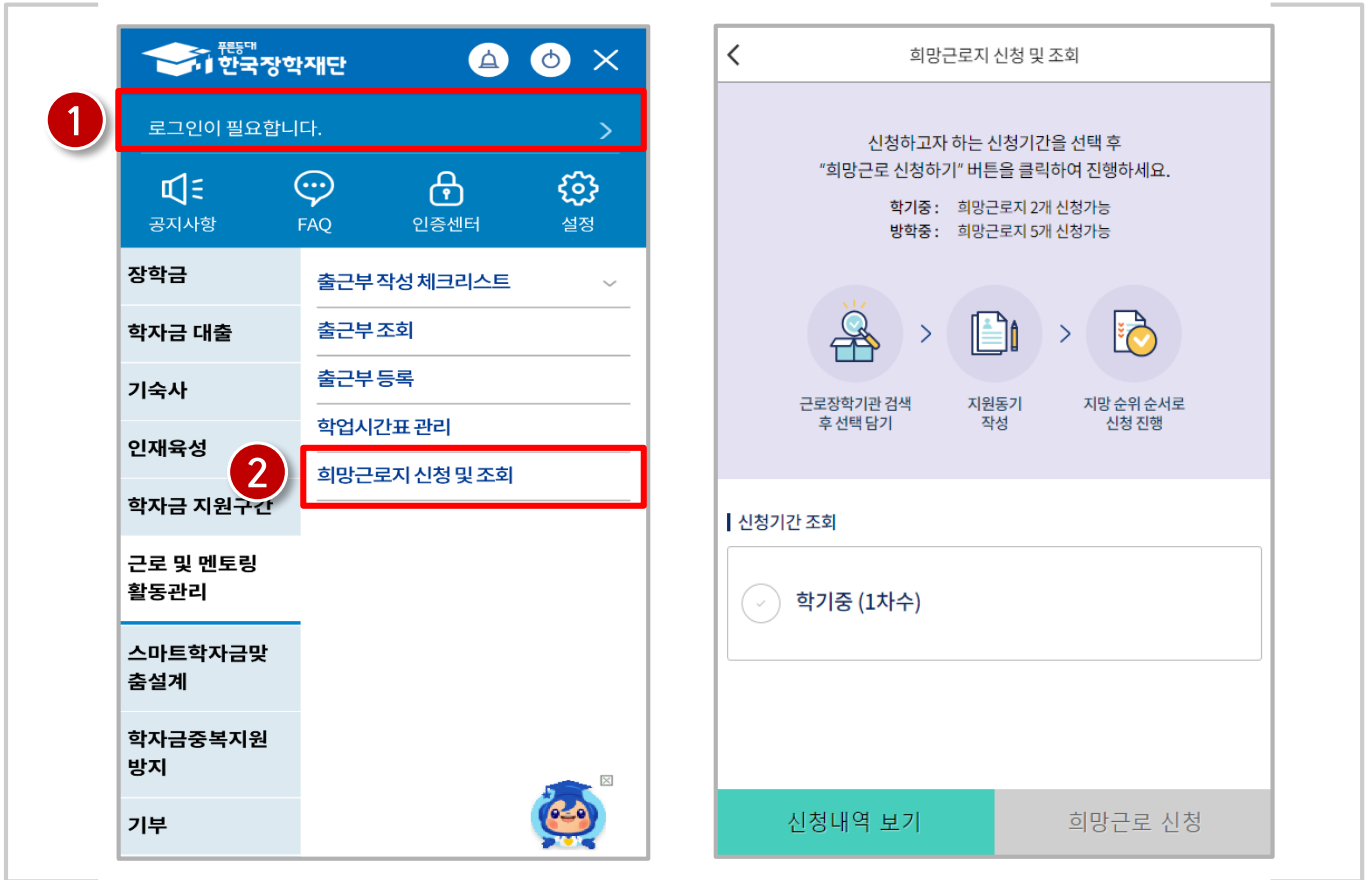 푸른등대
한국장학재단
1
로그인이 필요합니다.
공지사항
FAQ
인증센터
설정
장학금
학자금 대출
기숙사
인재육성
학자금 지원구간
근로 및 멘토링
활동관리
스마트학자금맞
춤설계
학자금중복지원
방지
기부
출근부 작성 체크리스트
출근부 조회
출근부 등록
학업시간표 관리
2
희망근로지 신청 및 조회
희망근로지 신청 및 조회
신청하고자 하는 신청기간을 선택 후
"희망근로 신청하기" 버튼을 클릭하여 진행하세요.
학기중 : 희망근로지 2개 신청가능
방학중 : 희망근로지 5개 신청가능
근로장학기관 검색
후 선택 담기
지원동기
작성
지망 순위 순서로
신청 진행
신청기간 조회
학기중 (1차수)
신청내역 보기
희망근로 신청